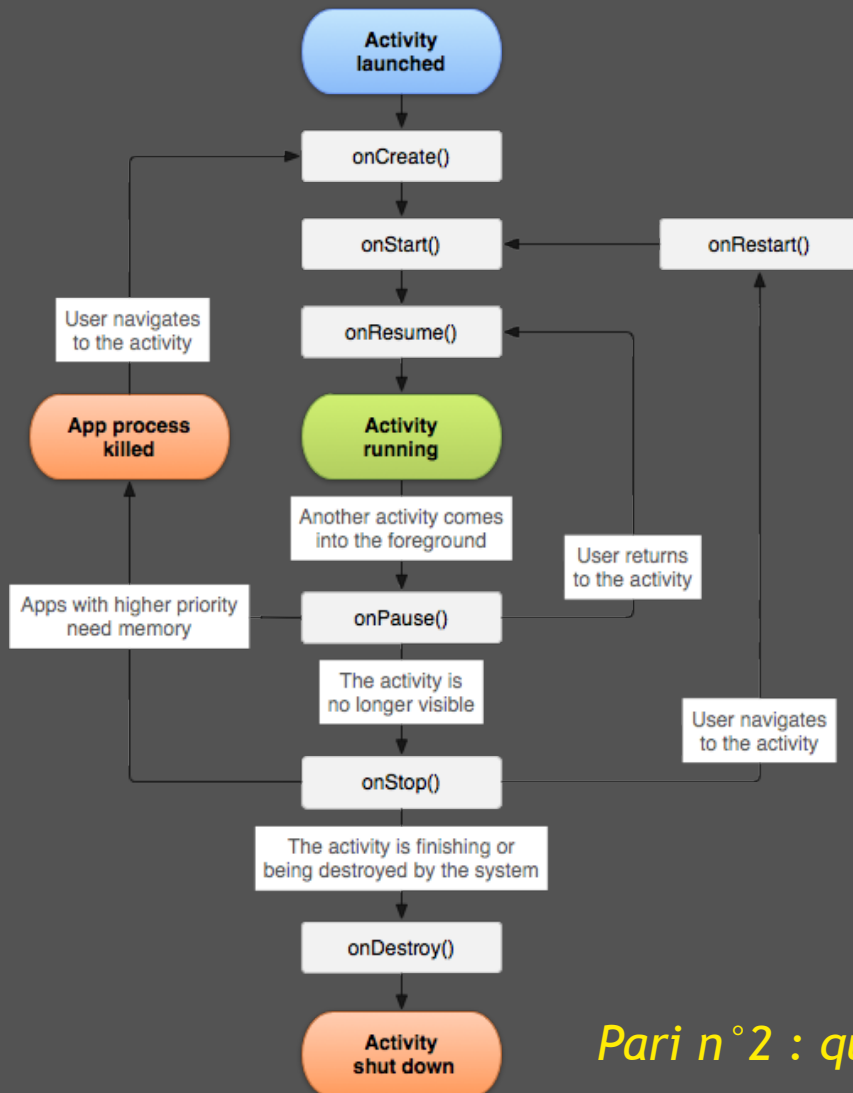 Activity
launched
onCreate()
onStart()
onRestart()
User navigates
to the activity
onResume()
App process
killed
Activity
running
Another activity comes
into the foreground
User returns
to the activity
Apps with higher priority
need memory
onPause()
The activity is
no longer visible
User navigates
to the activity
onStop()
The activity is finishing or
being destroyed by the system
onDestroy()
Activity
shut down
Pari n°2 :